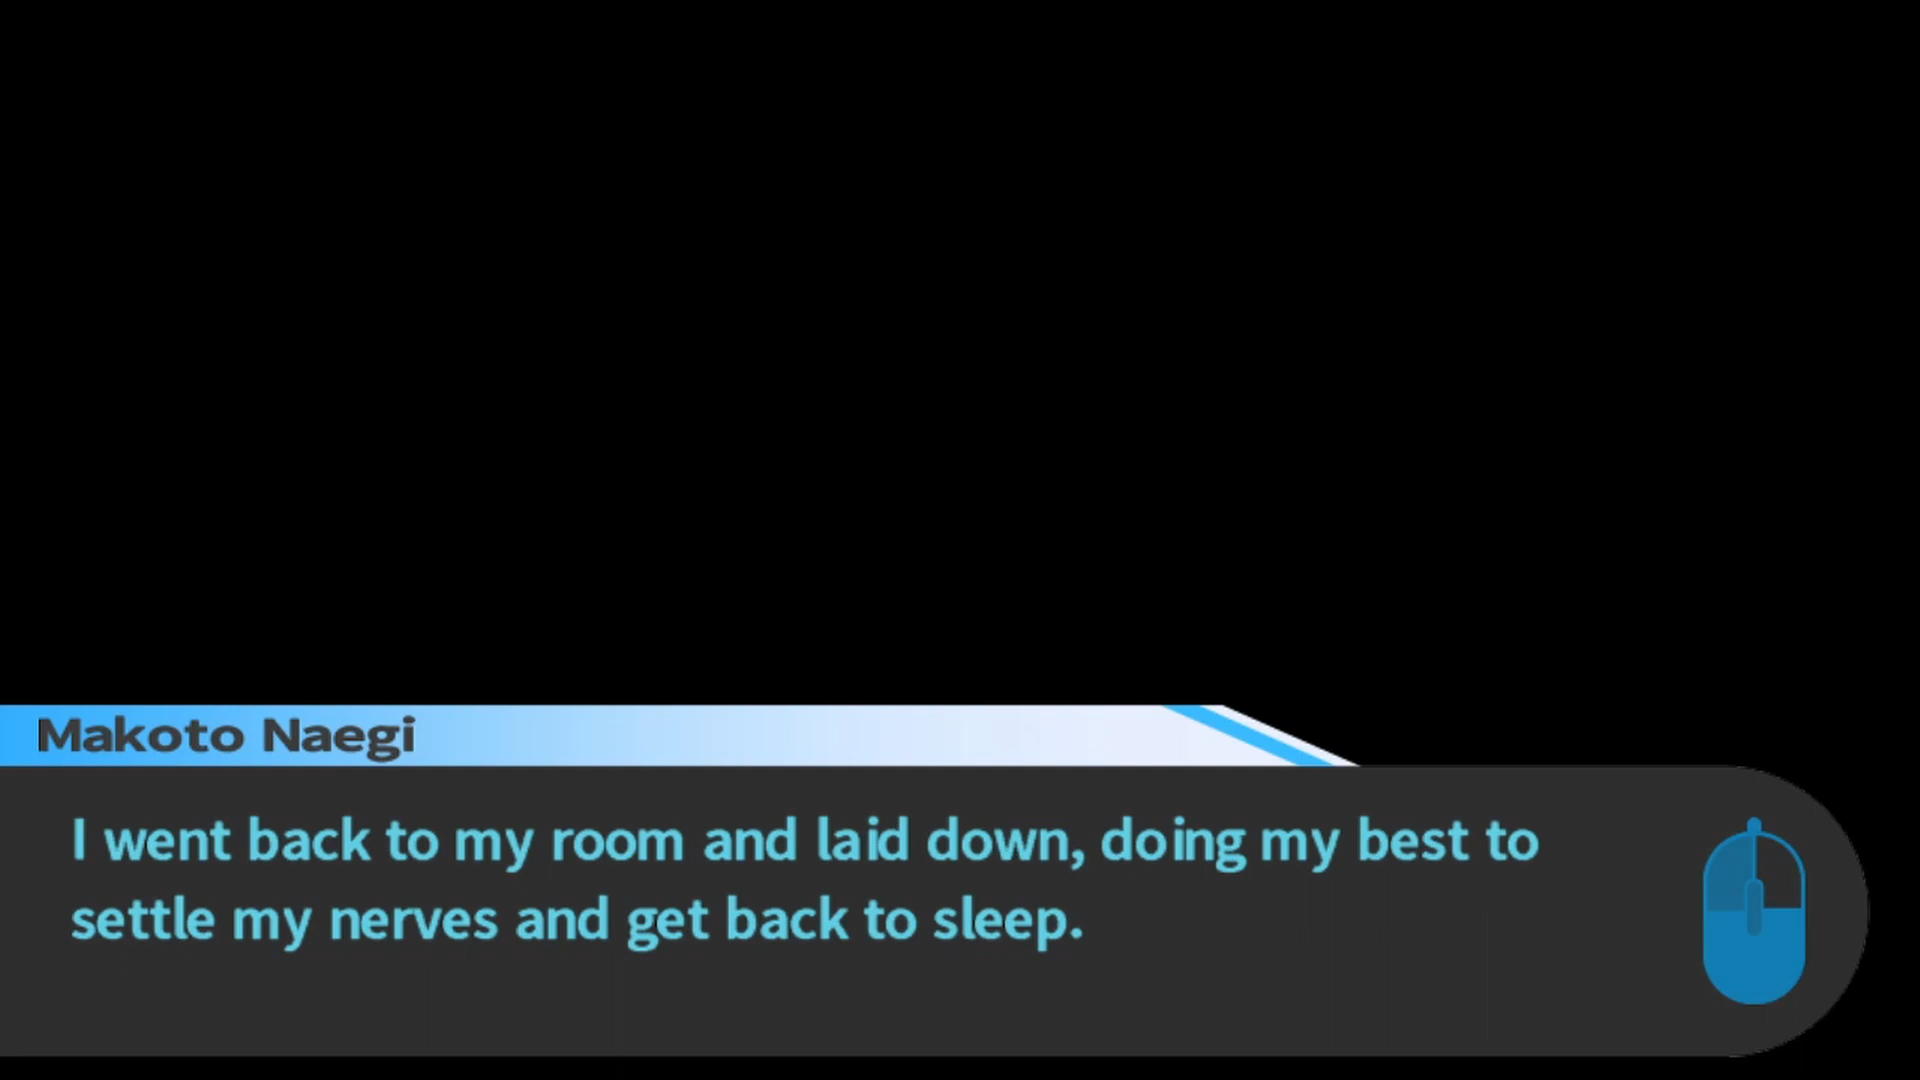 Makoto Naegi
I went back to my room and laid down, doing my best to
settle my nerves and get back to sleep.